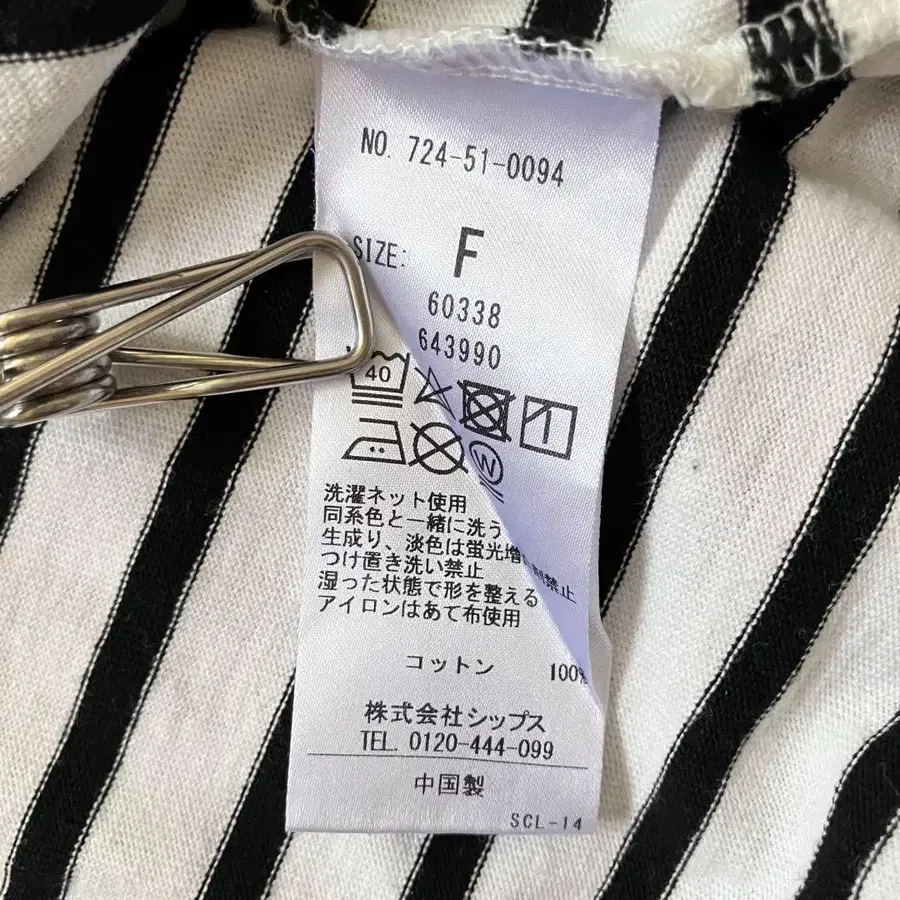 NO. 724-51-0094
SIZE: F
60338
643990
40
W
洗濯ネット使用
同系色と一緒に洗う
生成り、淡色は蛍光増 禁止
つけ置き洗い禁止
湿った状態で形を整える
アイロンはあて布使用
コットン 100%
株式会社シップス
TEL. 0120-444-099
中国製
SCL-14